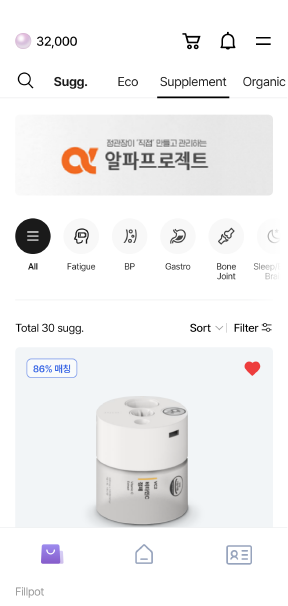 32,000
Sugg. Eco Supplement Organic
정관장이 '직접' 만들고 관리하는
알파프로젝트
All Fatigue BP Gastro Bone Joint Sleep/ Bra
Total 30 sugg. Sort Filter
86% 매칭
Fillpot